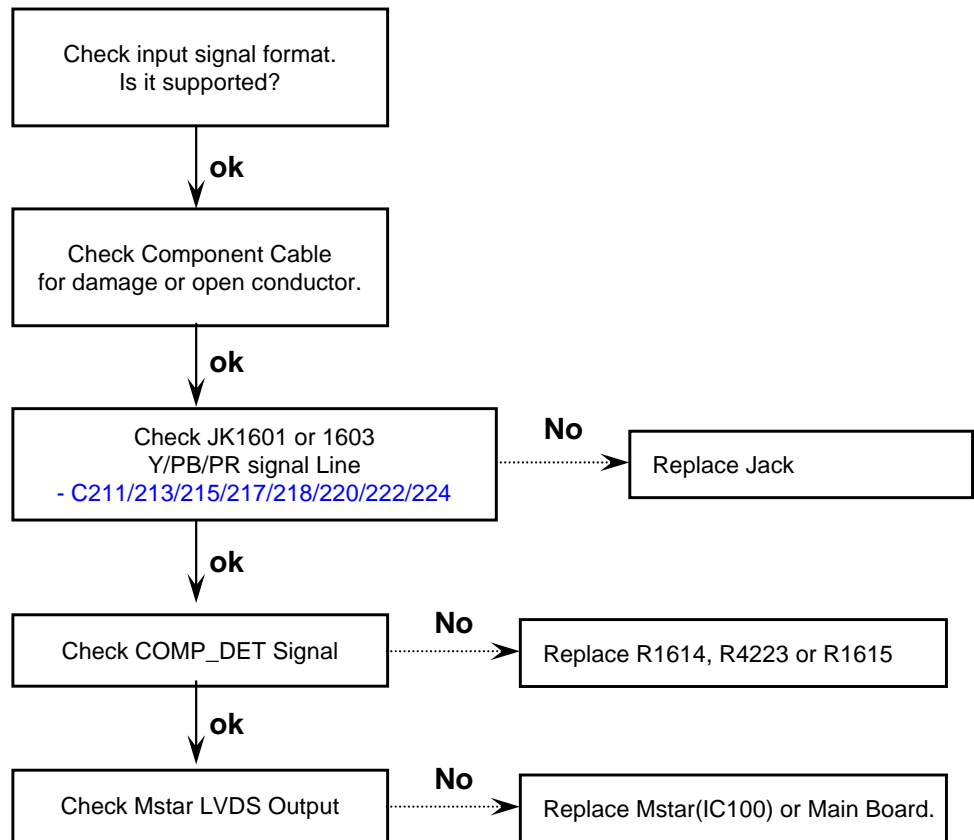 Check input signal format.
Is it supported?
ok
Check Component Cable
for damage or open conductor.
ok
Check JK1601 or 1603
Y/PB/PR signal Line
- C211/213/215/217/218/220/222/224
No
Replace Jack
ok
Check COMP_DET Signal
No
Replace R1614, R4223 or R1615
ok
Check Mstar LVDS Output
No
Replace Mstar(IC100) or Main Board.